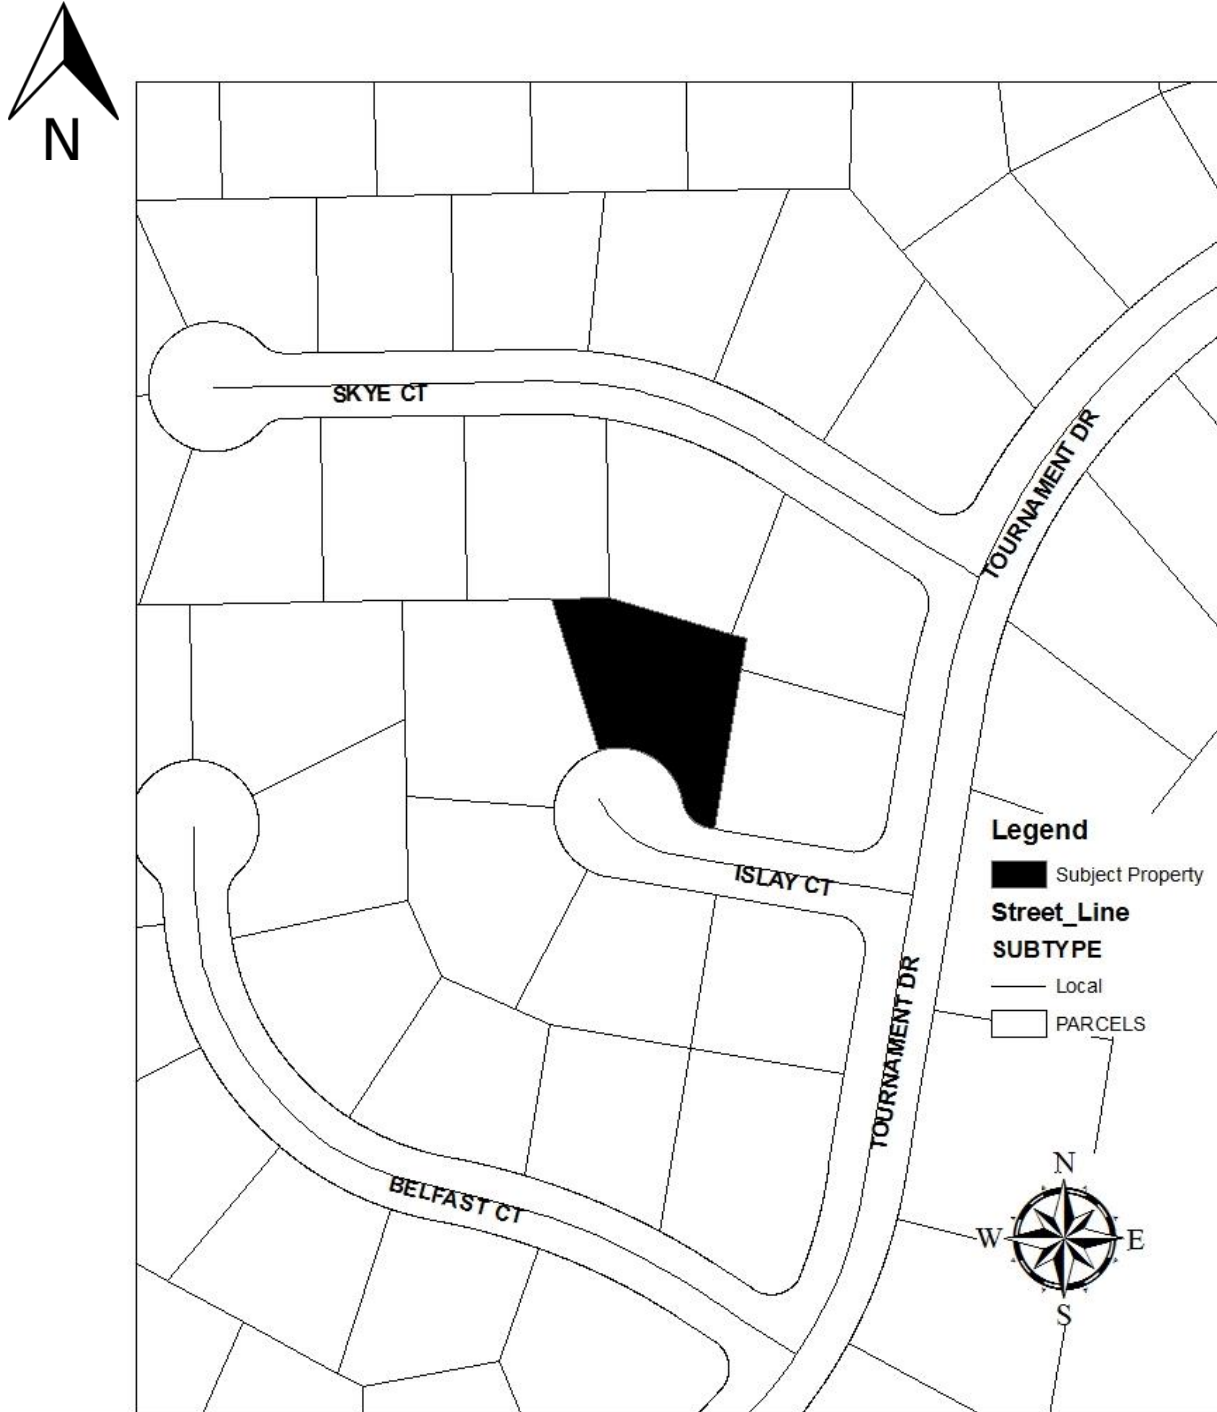 N
SKYE CT
TOURNAMENT DR
Legend
Subject Property
ISLAY CT
Street_Line
SUBTYPE
Local
PARCELS
TOURNAMENT DR
BELFAST CT
N
W
E
S